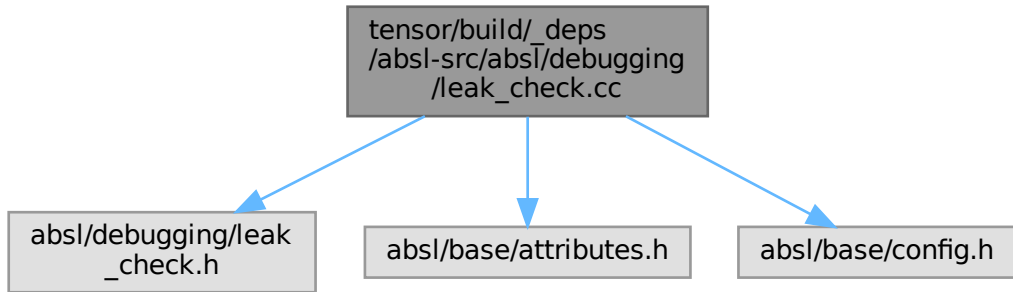 tensor/build/_deps
/absl-src/absl/debugging
/leak_check.cc
absl/debugging/leak
_check.h
absl/base/attributes.h
absl/base/config.h